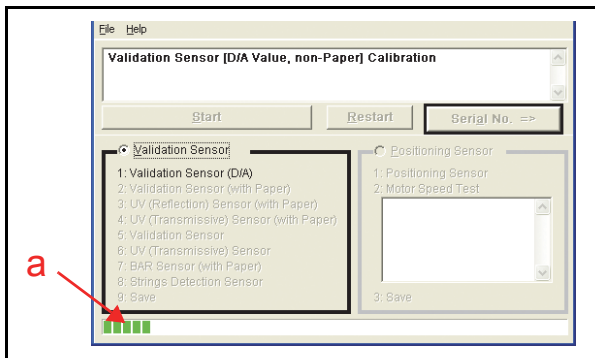 File Help
Validation Sensor [D/A Value, non-Paper] Calibration
Start Restart Serial No. =>
Validation Sensor
1: Validation Sensor (D/A)
2: Validation Sensor (with Paper)
3: UV (Reflection) Sensor (with Paper)
4: UV (Transmissive) Sensor (with Paper)
5: Validation Sensor
6: UV (Transmissive) Sensor
7: BAR Sensor (with Paper)
8: Strings Detection Sensor
9: Save
Positioning Sensor
1: Positioning Sensor
2: Motor Speed Test
3: Save
a